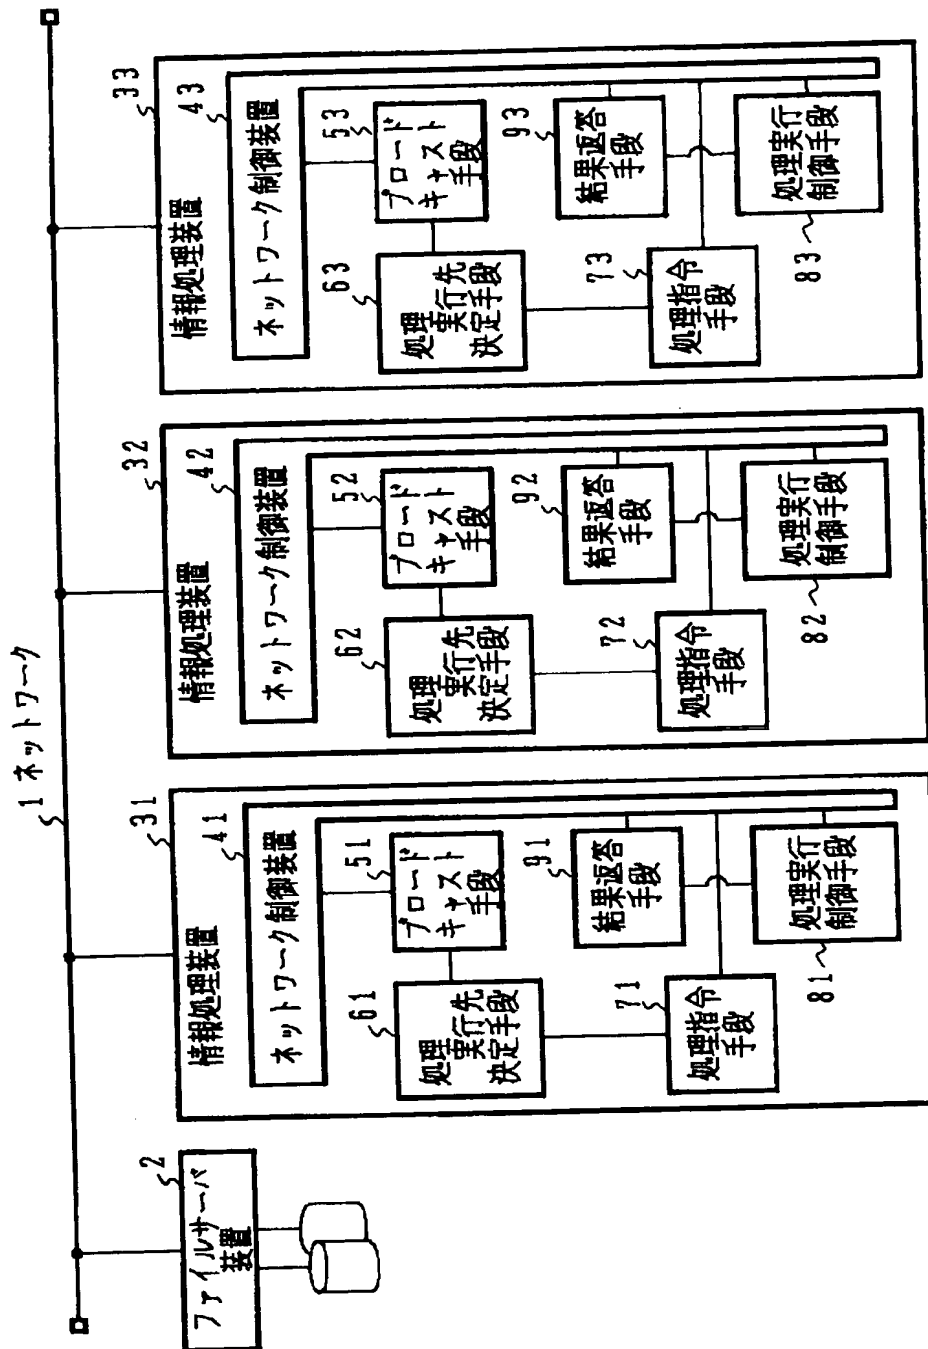 1 ネットワーク
2
ファイルサーバ
装置
31
情報処理装置
41
ネットワーク制御装置
51
ブロード
キャスト
手段
61
処理
実行先
決定手段
71
処理指令
手段
91
結果返答
手段
81
処理実行
制御手段
32
情報処理装置
42
ネットワーク制御装置
52
ブロード
キャスト
手段
62
処理
実行先
決定手段
72
処理指令
手段
92
結果返答
手段
82
処理実行
制御手段
33
情報処理装置
43
ネットワーク制御装置
53
ブロード
キャスト
手段
63
処理
実行先
決定手段
73
処理指令
手段
93
結果返答
手段
83
処理実行
制御手段